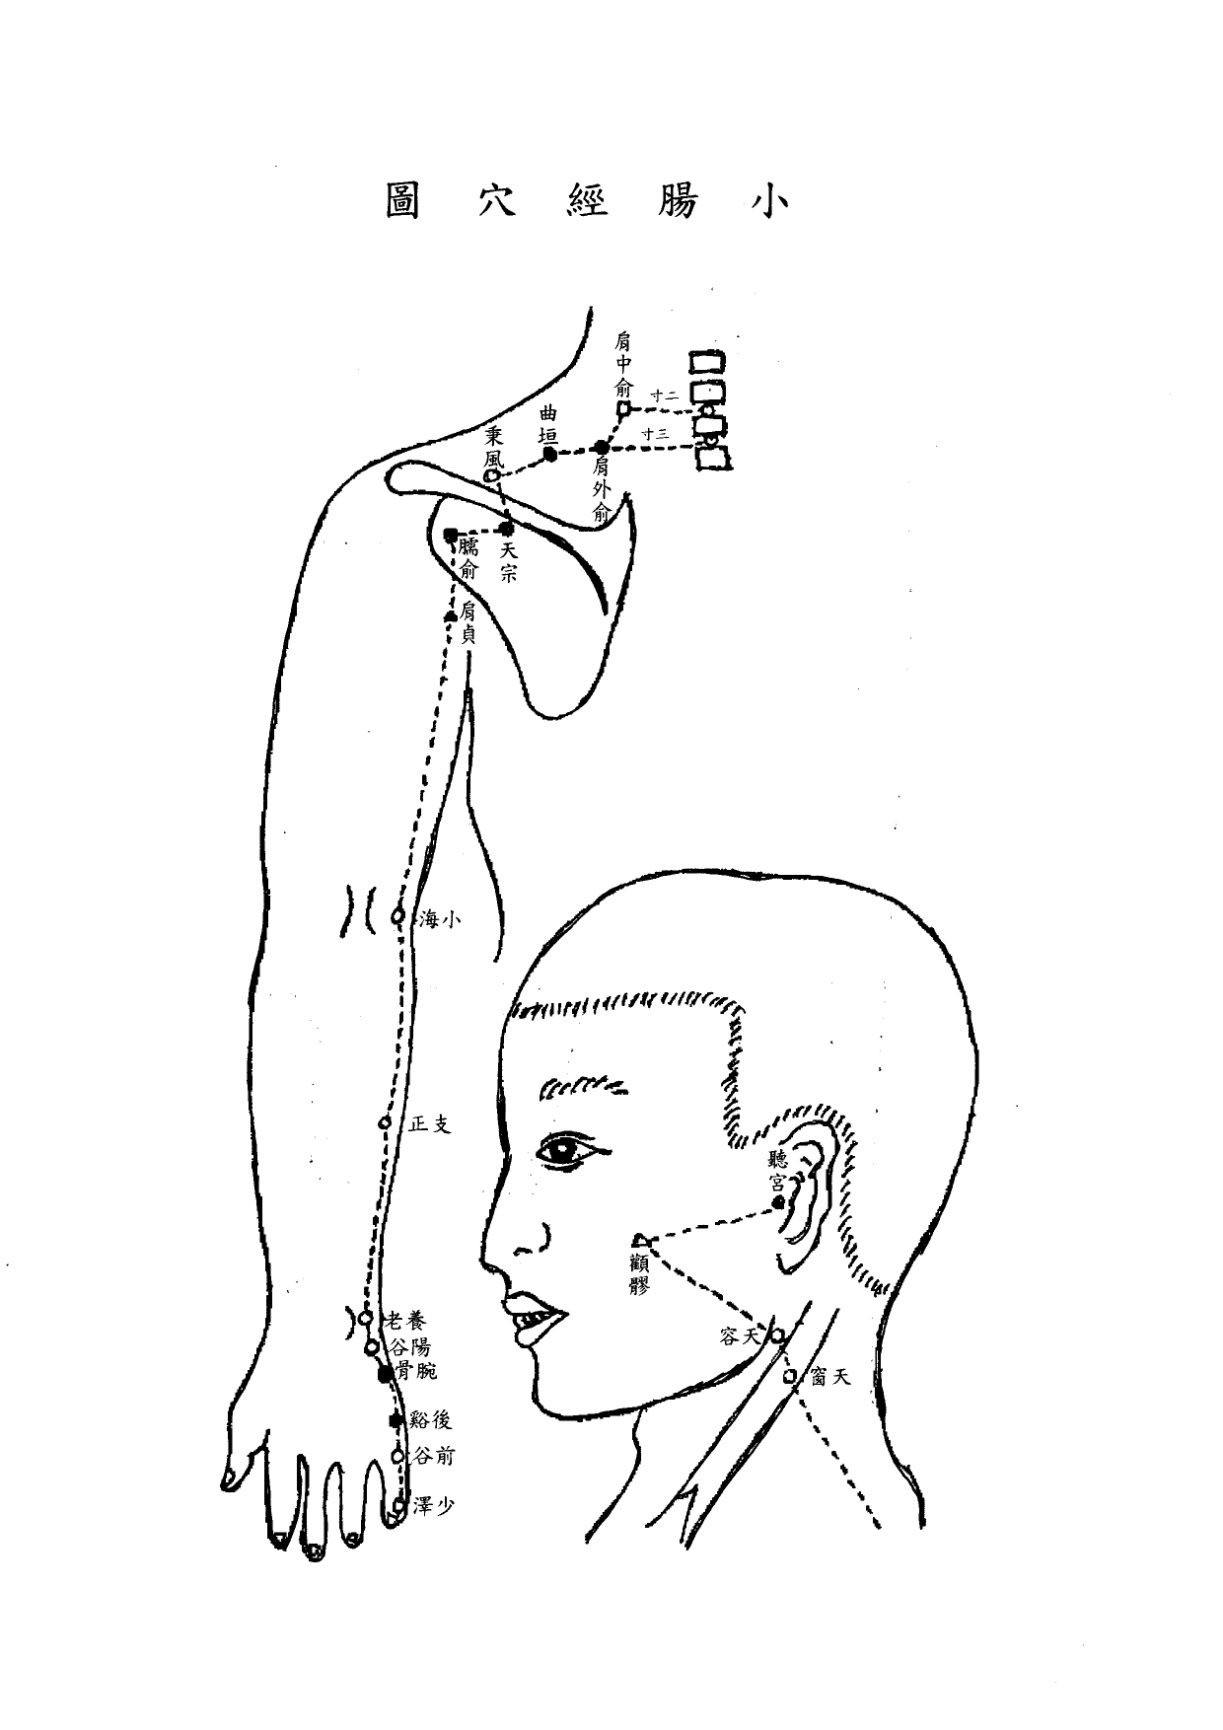 小腸經穴圖
肩中俞
寸二
曲垣
秉風
寸三
肩外俞
臑俞
天宗
肩貞
小海
支正
聽宮
顴髎
養老
天容
陽谷
腕骨
天窗
後谿
前谷
少澤